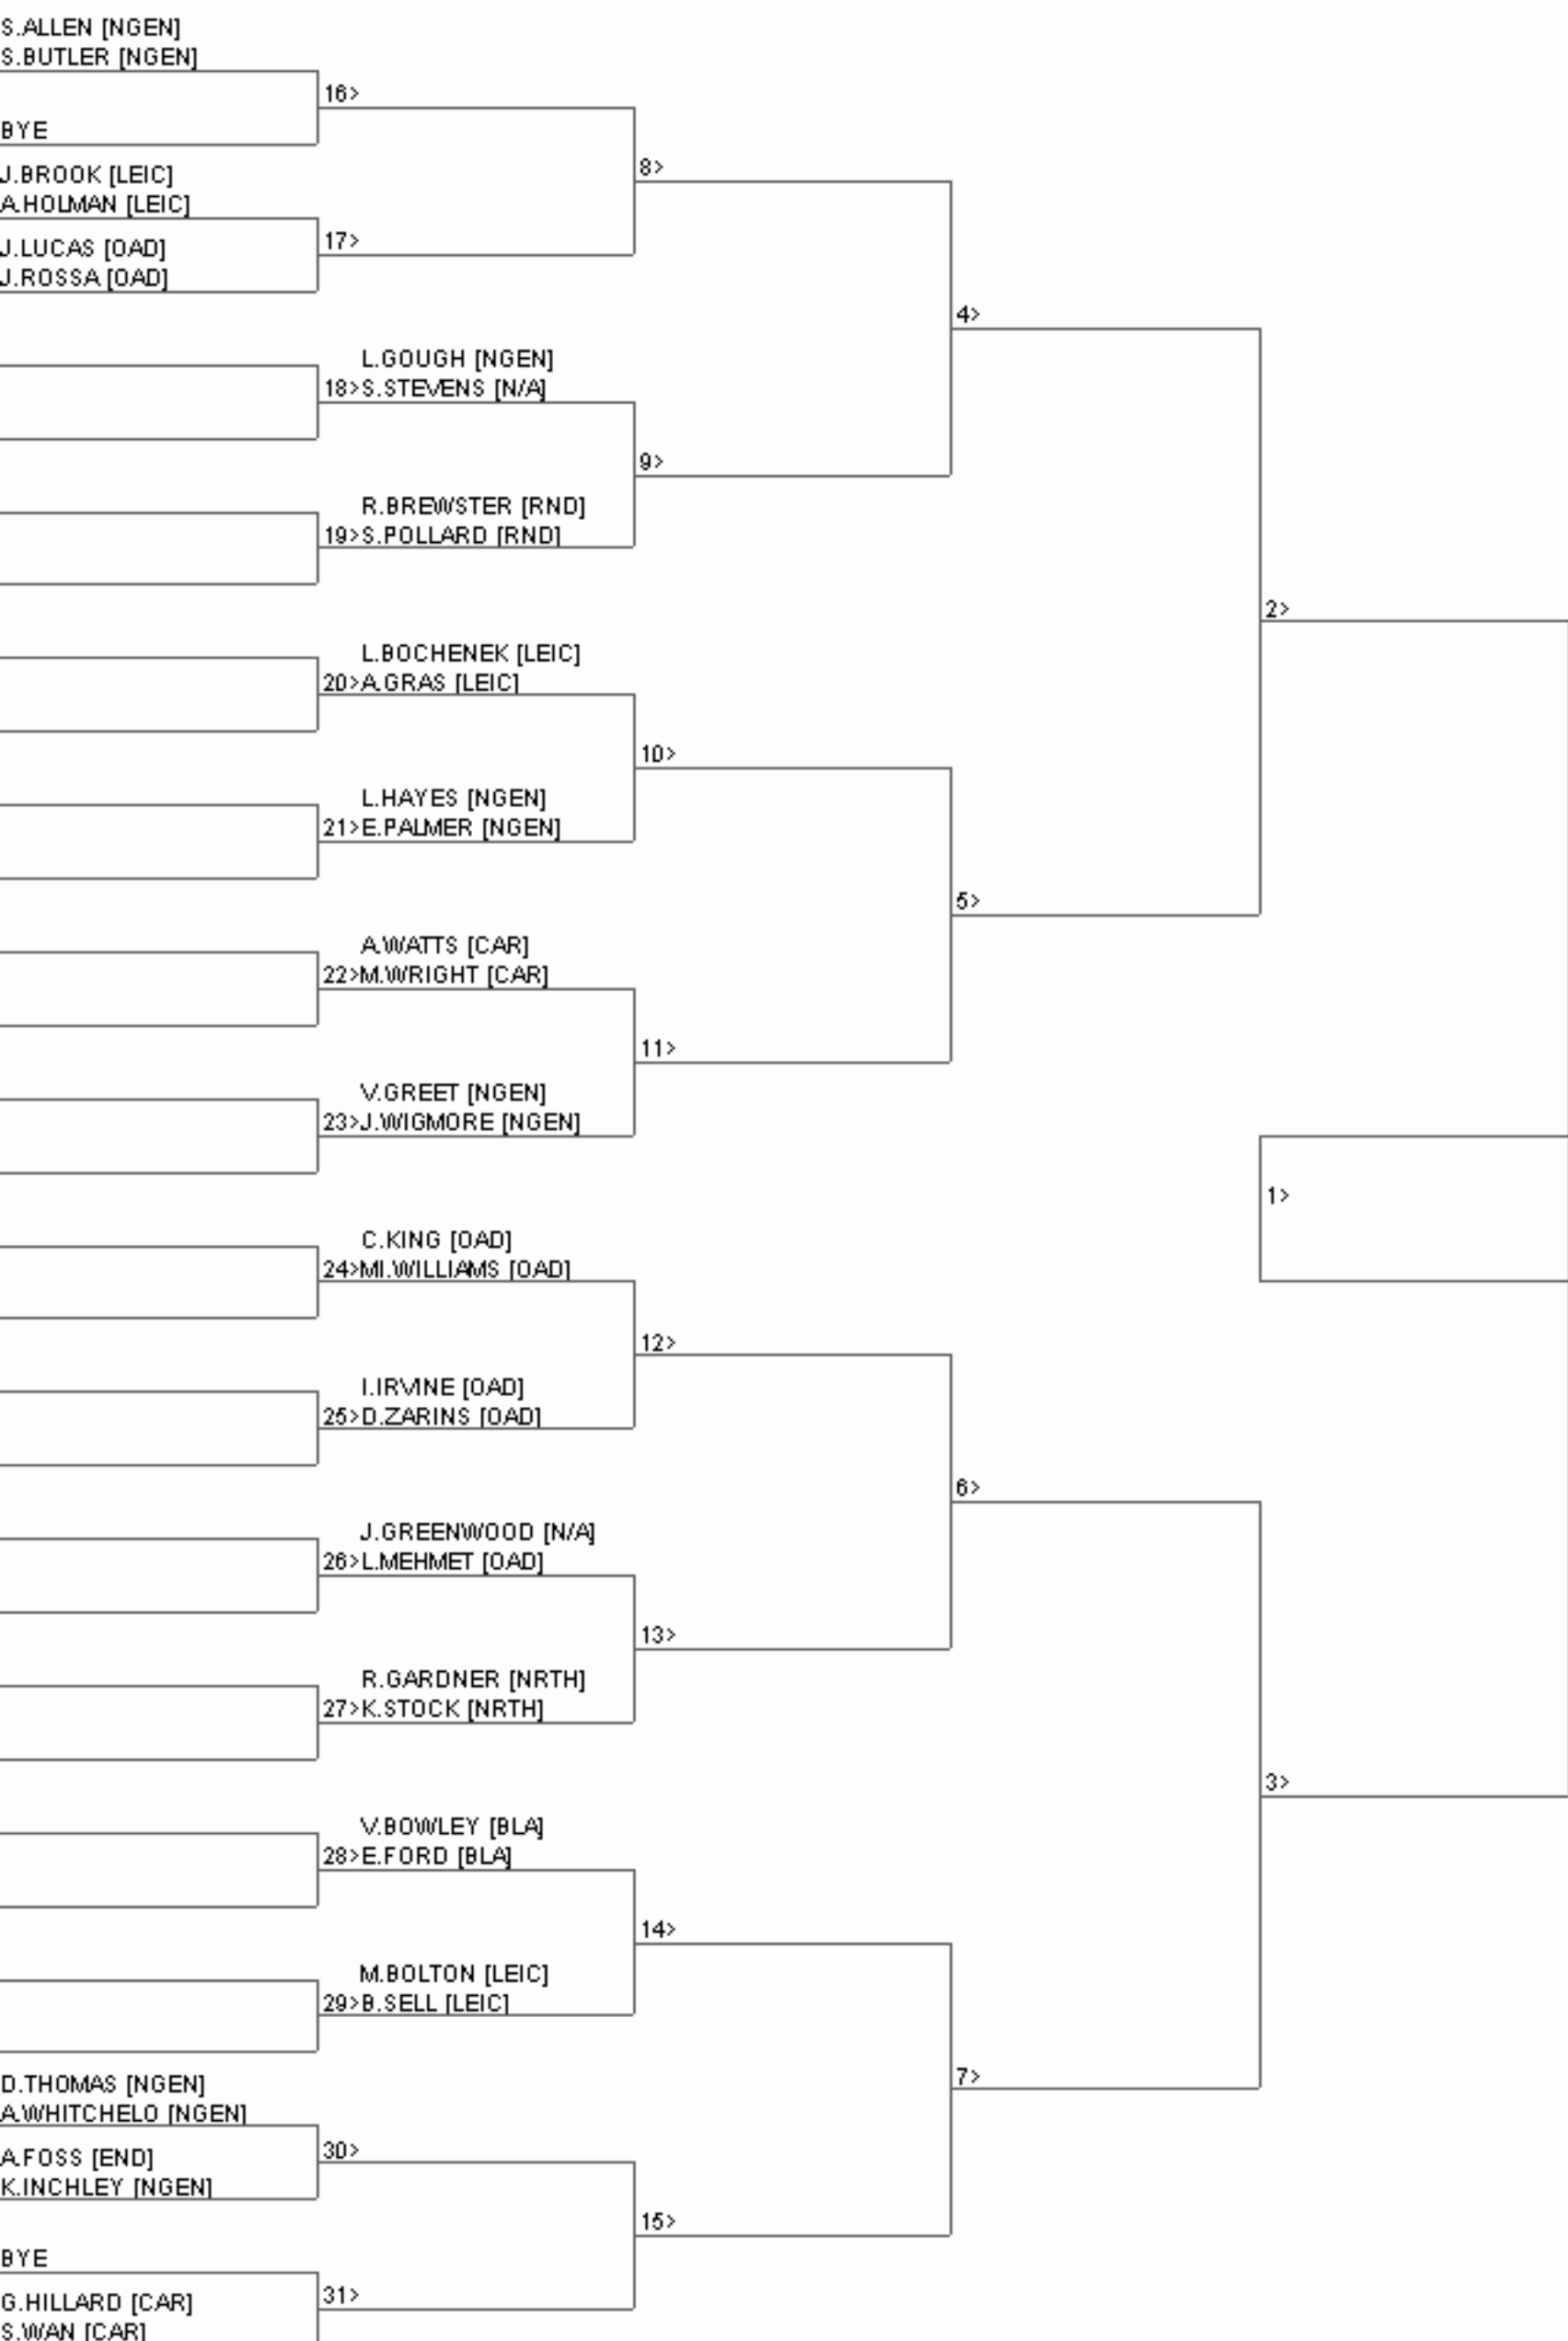 S.ALLEN [NGEN]
S.BUTLER [NGEN]
16>
BYE
8>
J.BROOK [LEIC]
A.HOLMAN [LEIC]
17>
J.LUCAS [OAD]
J.ROSSA [OAD]
4>
L.GOUGH [NGEN]
18>S.STEVENS [N/A]
9>
R.BREWSTER [RND]
19>S.POLLARD [RND]
2>
L.BOCHENEK [LEIC]
20>A.GRAS [LEIC]
10>
L.HAYES [NGEN]
21>E.PALMER [NGEN]
5>
A.WATTS [CAR]
22>M.WRIGHT [CAR]
11>
V.GREET [NGEN]
23>J.WIGMORE [NGEN]
1>
C.KING [OAD]
24>MI.WILLIAMS [OAD]
12>
I.IRVINE [OAD]
25>D.ZARINS [OAD]
6>
J.GREENWOOD [N/A]
26>L.MEHMET [OAD]
13>
R.GARDNER [NRTH]
27>K.STOCK [NRTH]
3>
V.BOWLEY [BLA]
28>E.FORD [BLA]
14>
M.BOLTON [LEIC]
29>B.SELL [LEIC]
7>
D.THOMAS [NGEN]
A.WHITCHELO [NGEN]
30>
A.FOSS [END]
K.INCHLEY [NGEN]
15>
BYE
31>
G.HILLARD [CAR]
S.WAN [CAR]